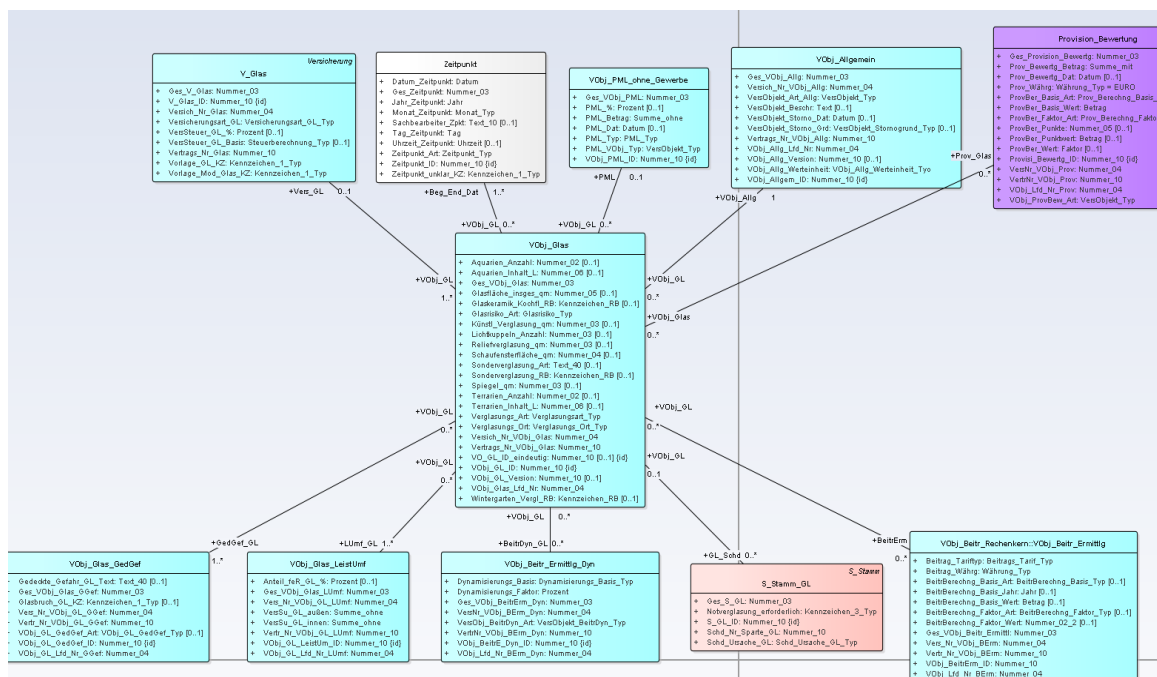 Versicherung
V_Glas
+ Ges_V_Glas: Nummer_03
+ V_Glas_ID: Nummer_10 {id}
+ Versich_Nr_Glas: Nummer_04
+ Versicherungsart_GL: Versicherungsart_GL_Typ
+ VersSteuer_GL_%: Prozent [0..1]
+ VersSteuer_GL_Basis: Steuerberechnung_Typ [0..1]
+ Vertrags_Nr_Glas: Nummer_10
+ Vorlage_GL_KZ: Kennzeichen_1_Typ
+ Vorlage_Mod_Glas_KZ: Kennzeichen_1_Typ
Zeitpunkt
+ Datum_Zeitpunkt: Datum
+ Ges_Zeitpunkt: Nummer_03
+ Jahr_Zeitpunkt: Jahr
+ Monat_Zeitpunkt: Monat_Typ
+ Sachbearbeiter_Zpkt: Text_10 [0..1]
+ Tag_Zeitpunkt: Tag
+ Uhrzeit_Zeitpunkt: Uhrzeit [0..1]
+ Zeitpunkt_Art: Zeitpunkt_Typ
+ Zeitpunkt_ID: Nummer_10 {id}
+ Zeitpunkt_unklar_KZ: Kennzeichen_1_Typ
VObj_PML_ohne_Gewerbe
+ Ges_VObj_PML: Nummer_03
+ PML_%: Prozent [0..1]
+ PML_Betrag: Summe_ohne
+ PML_Dat: Datum [0..1]
+ PML_Typ: PML_Typ
+ PML_VObj_Typ: VersObjekt_Typ
+ VObj_PML_ID: Nummer_10 {id}
VObj_Allgemein
+ Ges_VObj_Allg: Nummer_03
+ Versich_Nr_VObj_Allg: Nummer_04
+ VersObjekt_Art_Allg: VersObjekt_Typ
+ VersObjekt_Beschr: Text [0..1]
+ VersObjekt_Storno_Dat: Datum [0..1]
+ VersObjekt_Storno_Grd: VersObjekt_Stornogrund_Typ [0..1]
+ Vertrags_Nr_VObj_Allg: Nummer_10
+ VObj_Allg_Lfd_Nr: Nummer_04
+ VObj_Allg_Version: Nummer_10 [0..1]
+ VObj_Allg_Werteinheit: VObj_Allg_Werteinheit_Tyo
+ VObj_Allgem_ID: Nummer_10 {id}
Provision_Bewertung
+ Ges_Provision_Bewertg: Nummer_03
+ Prov_Bewertg_Betrag: Summe_mit
+ Prov_Bewertg_Dat: Datum [0..1]
+ Prov_Währg: Währung_Typ = EURO
+ ProvBer_Basis_Art: Prov_Berechng_Basis_
+ ProvBer_Basis_Wert: Betrag
+ ProvBer_Faktor_Art: Prov_Berechng_Fakto
+ ProvBer_Punkte: Nummer_05 [0..1]
+ ProvBer_Punktwert: Betrag [0..1]
+ ProvBer_Wert: Faktor [0..1]
+ Provisi_Bewertg_ID: Nummer_10 {id}
+ VersNr_VObj_Prov: Nummer_04
+ VertrNr_VObj_Prov: Nummer_10
+ VObj_Lfd_Nr_Prov: Nummer_04
+ VObj_ProvBew_Art: VersObjekt_Typ
+Vers_GL 0..1
+Beg_End_Dat 1..*
+PML 0..1
+VObj_Allg 1
+Prov_Glas
0..*
+VObj_GL 0..*
+VObj_GL 0..*
+VObj_GL
1..*
+VObj_GL
0..*
+VObj_Glas
0..*
VObj_Glas
+ Aquarien_Anzahl: Nummer_02 [0..1]
+ Aquarien_Inhalt_L: Nummer_06 [0..1]
+ Ges_VObj_Glas: Nummer_03
+ Glasfläche_insges_qm: Nummer_05 [0..1]
+ Glaskeramik_Kochfl_RB: Kennzeichen_RB [0..1]
+ Glasrisiko_Art: Glasrisiko_Typ
+ Künstl_Verglasung_qm: Nummer_03 [0..1]
+ Lichtkuppeln_Anzahl: Nummer_03 [0..1]
+ Reliefverglasung_qm: Nummer_03 [0..1]
+ Schaufensterfläche_qm: Nummer_04 [0..1]
+ Sonderverglasung_Art: Text_40 [0..1]
+ Sonderverglasung_RB: Kennzeichen_RB [0..1]
+ Spiegel_qm: Nummer_03 [0..1]
+ Terrarien_Anzahl: Nummer_02 [0..1]
+ Terrarien_Inhalt_L: Nummer_06 [0..1]
+ Verglasungs_Art: Verglasungsart_Typ
+ Verglasungs_Ort: Verglasungs_Ort_Typ
+ Versich_Nr_VObj_Glas: Nummer_04
+ Vertrags_Nr_VObj_Glas: Nummer_10
+ VO_GL_ID_eindeutig: Nummer_10 [0..1] {id}
+ VObj_GL_ID: Nummer_10 {id}
+ VObj_GL_Version: Nummer_10 [0..1]
+ VObj_Glas_Lfd_Nr: Nummer_04
+ Wintergarten_Vergl_RB: Kennzeichen_RB [0..1]
+VObj_GL
0..*
+VObj_GL
0..*
+VObj_GL
0..*
+VObj_GL
0..1
+VObj_GL 0..*
+GedGef_GL
1..*
+LUmf_GL 1..*
+BeitrDyn_GL 0..*
+GL_Schd 0..*
+BeitrErm
0..*
VObj_Glas_GedGef
Gedeckte_Gefahr_GL_Text: Text_40 [0..1]
Ges_VObj_Glas_GGef: Nummer_03
Glasbruch_GL_KZ: Kennzeichen_1_Typ [0..1]
Vers_Nr_VObj_GL_GGef: Nummer_04
Vertr_Nr_VObj_GL_GGef: Nummer_10
VObj_GL_GedGef_Art: VObj_GL_GedGef_Typ [0..1]
VObj_GL_GedGef_ID: Nummer_10 {id}
VObj_GL_Lfd_Nr_GGef: Nummer_04
VObj_Glas_LeistUmf
+ Anteil_feR_GL_%: Prozent [0..1]
+ Ges_VObj_Glas_LUmf: Nummer_03
+ Vers_Nr_VObj_GL_LUmf: Nummer_04
+ VersSu_GL_außen: Summe_ohne
+ VersSu_GL_innen: Summe_ohne
+ Vertr_Nr_VObj_GL_LUmf: Nummer_10
+ VObj_GL_LeistUm_ID: Nummer_10 {id}
+ VObj_GL_Lfd_Nr_LUmf: Nummer_04
VObj_Beitr_Ermittlg_Dyn
+ Dynamisierungs_Basis: Dynamisierungs_Basis_Typ
+ Dynamisierungs_Faktor: Prozent
+ Ges_VObj_BeitrErm_Dyn: Nummer_03
+ VersNr_VObj_BErm_Dyn: Nummer_04
+ VersObj_BeitrDyn_Art: VersObjekt_BeitrDyn_Typ
+ VertrNr_VObj_BErm_Dyn: Nummer_10
+ VObj_BeitrErm_Dyn_ID: Nummer_10 {id}
+ VObj_Lfd_Nr_BErm_Dyn: Nummer_04
S_Stamm
S_Stamm_GL
+ Ges_S_GL: Nummer_03
+ Notverglasung_erforderlich: Kennzeichen_3_Typ
+ S_GL_ID: Nummer_10 {id}
+ Schd_Nr_Sparte_GL: Nummer_10
+ Schd_Ursache_GL: Schd_Ursache_GL_Typ
VObj_Beitr_Rechenkern::VObj_Beitr_Ermittlg
+ Beitrag_Tariftyp: Beitrags_Tarif_Typ
+ Beitrag_Währg: Währung_Typ
+ BeitrBerechng_Basis_Art: BeitrBerechng_Basis_Typ [0..1]
+ BeitrBerechng_Basis_Jahr: Jahr [0..1]
+ BeitrBerechng_Basis_Wert: Betrag [0..1]
+ BeitrBerechng_Faktor_Art: BeitrBerechng_Faktor_Typ [0..1]
+ BeitrBerechng_Faktor_Wert: Nummer_02_2 [0..1]
+ Ges_VObj_Beitr_Ermittl: Nummer_03
+ Vers_Nr_VObj_BErm: Nummer_04
+ Vertr_Nr_VObj_BErm: Nummer_10
+ VObj_BeitrErm_ID: Nummer_10
+ VObj_Lfd_Nr_BErm: Nummer_04